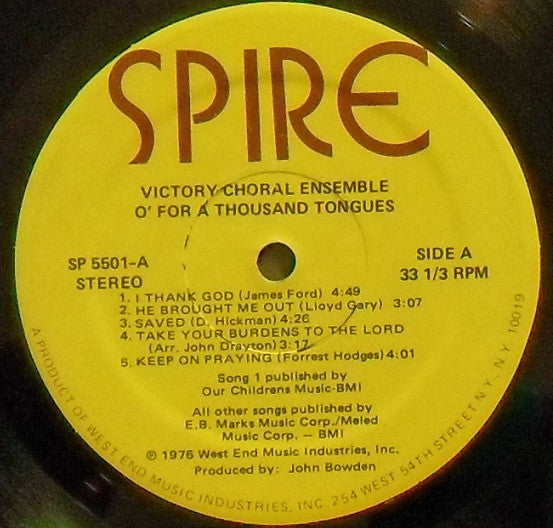 SPIRE
VICTORY CHORAL ENSEMBLE
O' FOR A THOUSAND TONGUES
SP 5501-A
STEREO
SIDE A
33 1/3 RPM
1. I THANK GOD (James Ford) 4:49
2. HE BROUGHT ME OUT (Lloyd Gary) 3:07
3. SAVED (D. Hickman) 4:26
4. TAKE YOUR BURDENS TO THE LORD
(Arr. John Drayton) 3:17
5. KEEP ON PRAYING (Forrest Hodges) 4:01
Song 1 published by
Our Childrens Music-BMI
All other songs published by
E.B. Marks Music Corp./Meled
Music Corp. – BMI
℗ 1976 West End Music Industries, Inc.
Produced by: John Bowden
A PRODUCT OF WEST END MUSIC INDUSTRIES, INC. 254 WEST 54TH STREET N.Y., N.Y. 10019